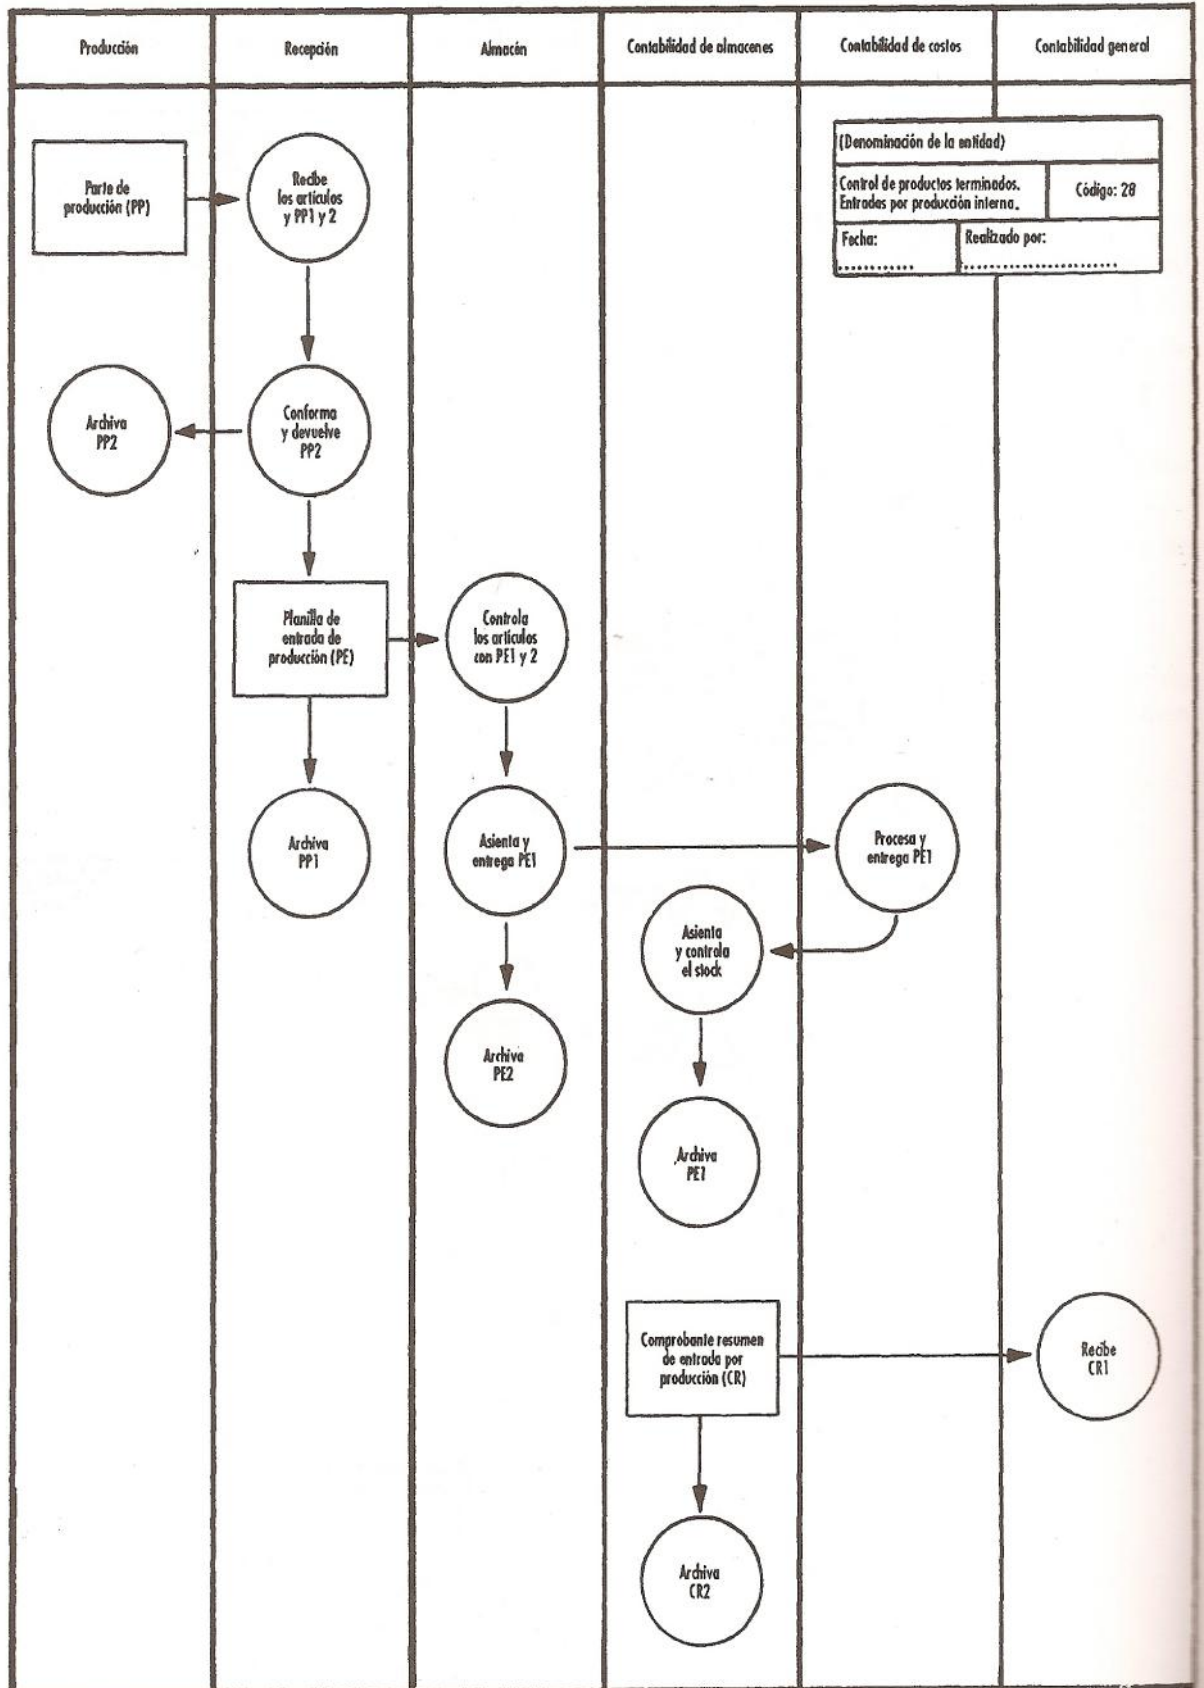 Producción
Recepción
Almacén
Contabilidad de almacenes
Contabilidad de costos
Contabilidad general
(Denominación de la entidad)
Control de productos terminados.
Entradas por producción interna.
Código: 28
Fecha:
............
Realizado por:
.......................
Parte de
producción (PP)
Recibe
los artículos
y PP1 y 2
Archiva
PP2
Conforma
y devuelve
PP2
Planilla de
entrada de
producción (PE)
Controla
los artículos
con PE1 y 2
Archiva
PP1
Asienta y
entrega PE1
Procesa y
entrega PE1
Asienta
y controla
el stock
Archiva
PE2
Archiva
PE1
Comprobante resumen
de entrada por
producción (CR)
Recibe
CR1
Archiva
CR2